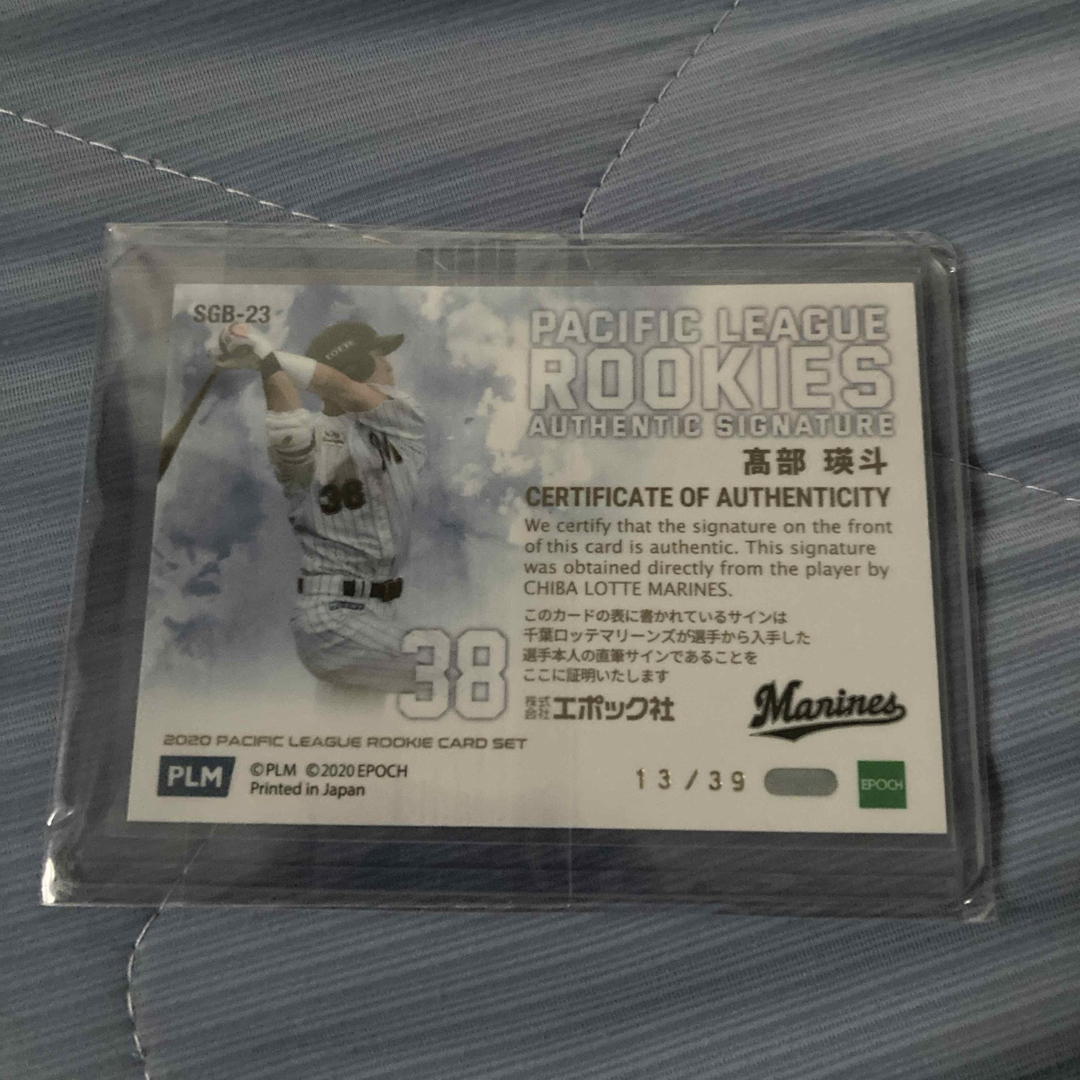 SGB-23
PACIFIC LEAGUE
ROOKIES
AUTHENTIC SIGNATURE
髙部 瑛斗
CERTIFICATE OF AUTHENTICITY
We certify that the signature on the front
of this card is authentic. This signature
was obtained directly from the player by
CHIBA LOTTE MARINES.
このカードの表に書かれているサインは
千葉ロッテマリーンズが選手から入手した
選手本人の直筆サインであることを
ここに証明いたします
株式会社エポック社
Marines
LOTTE
M
38
38
2020 PACIFIC LEAGUE ROOKIE CARD SET
PLM
©PLM ©2020 EPOCH
Printed in Japan
13/39
EPOCH